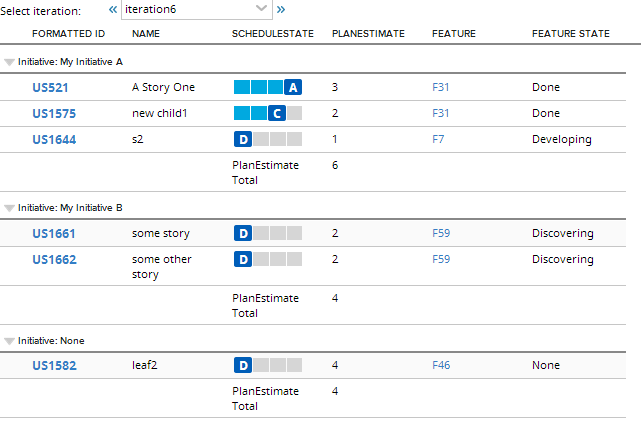 Select iteration: « iteration6 »
FORMATTED ID NAME SCHEDULESTATE PLANESTIMATE FEATURE FEATURE STATE
Initiative: My Initiative A
US521 A Story One A 3 F31 Done
US1575 new child1 C 2 F31 Done
US1644 s2 D 1 F7 Developing
PlanEstimate 6
Total
Initiative: My Initiative B
US1661 some story D 2 F59 Discovering
US1662 some other D 2 F59 Discovering
story
PlanEstimate 4
Total
Initiative: None
US1582 leaf2 D 4 F46 None
PlanEstimate 4
Total